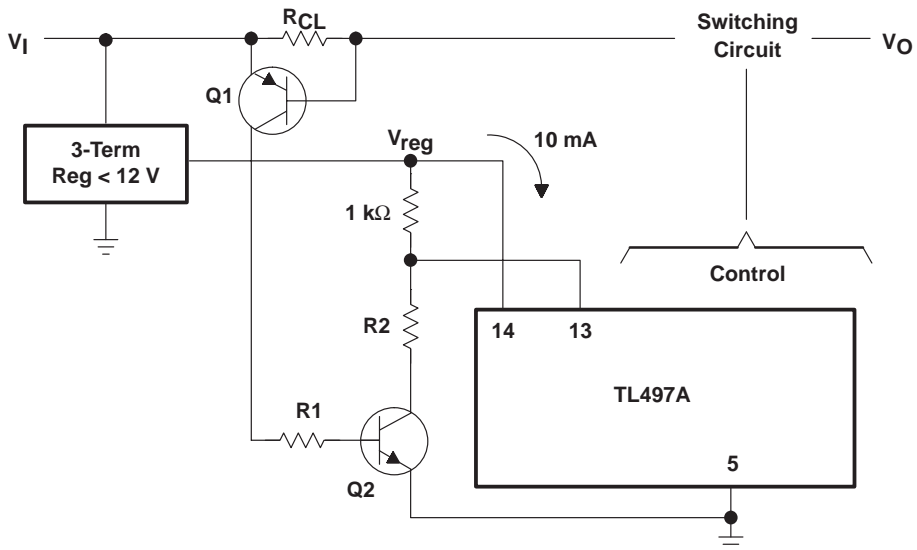 V_I
R_CL
Switching
Circuit
V_O
Q1
3-Term
Reg < 12 V
V_reg
10 mA
1 kΩ
Control
R2
14
13
TL497A
R1
5
Q2